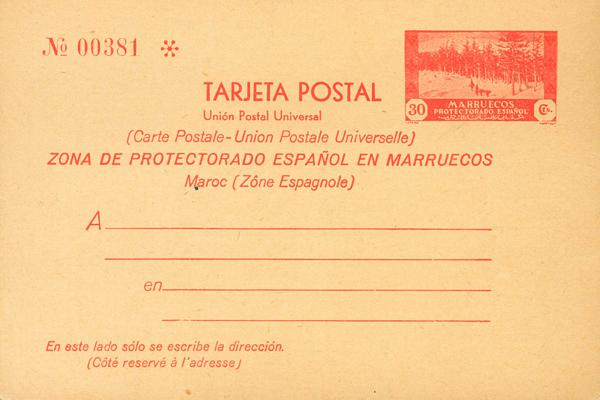 № 00381 *
TARJETA POSTAL
Unión Postal Universal
(Carte Postale-Union Postale Universelle)
ZONA DE PROTECTORADO ESPAÑOL EN MARRUECOS
Maroc (Zône Espagnole)
30
MARRUECOS
PROTECTORADO ESPAÑOL
Cts.
A
en
En este lado sólo se escribe la dirección.
(Côté reservé à l'adresse)